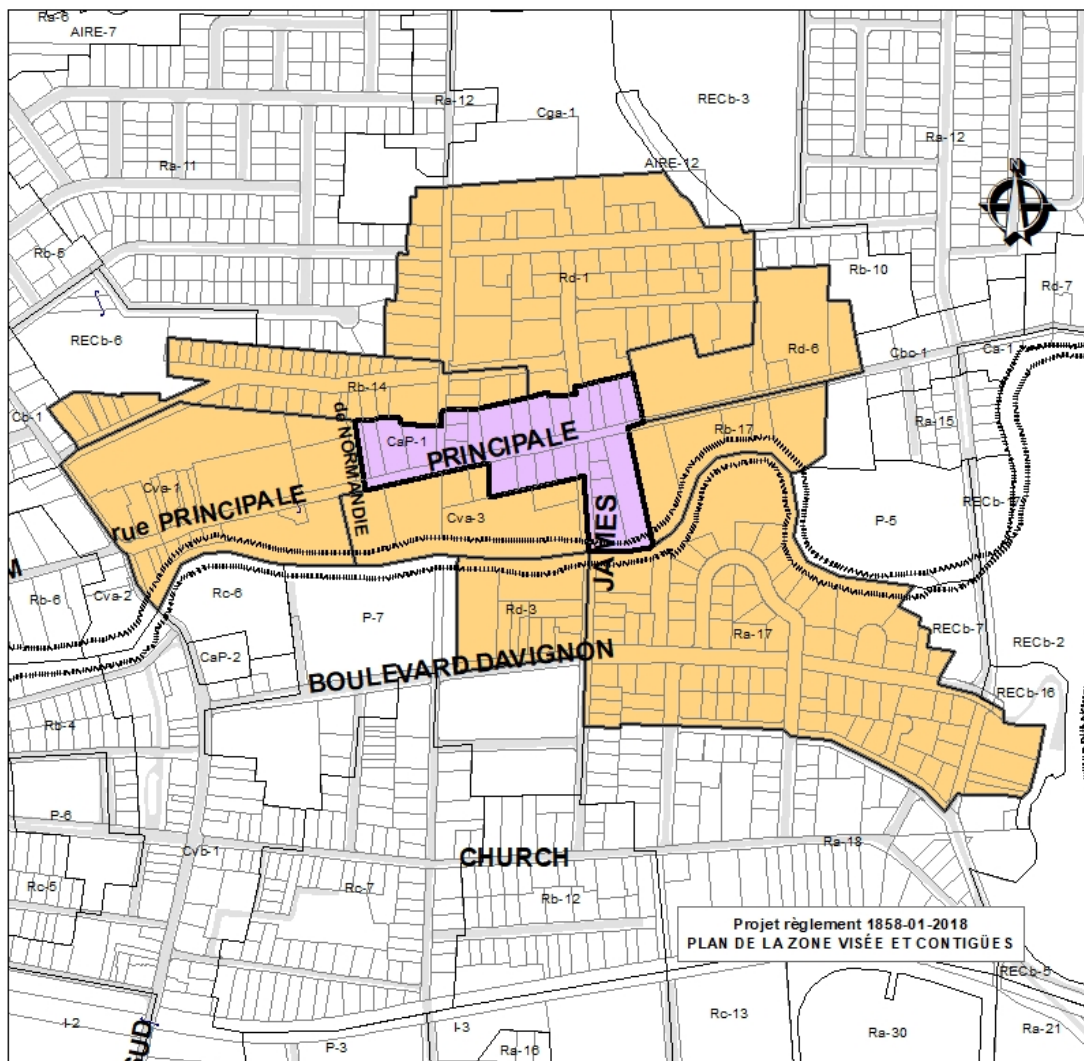 Ra-6
AIRE-7
Ra-12
RECb-3
Cga-1
Ra-12
AIRE-12
Ra-11
N
Rb-5
Rb-10
Rd-7
Rd-1
RECb-6
Rd-6
Cbc-1
Ca-1
Rb-14
Cb-1
de NORMANDIE
CaP-1
PRINCIPALE
Rb-17
Ra-15
Cva-1
rue PRINCIPALE
Cva-3
JAMES
RECb-17
P-5
M
Rb-6
Cva-2
Rc-6
P-7
Rd-3
Ra-17
RECb-7
RECb-2
CaP-2
BOULEVARD DAVIGNON
RECb-16
Rb-4
P-6
Cvb-1
CHURCH
Ra-18
Rc-5
Rc-7
Rb-12
Projet règlement 1858-01-2018
PLAN DE LA ZONE VISÉE ET CONTIGÜES
RECb-5
I-2
SUD
I-3
P-3
Ra-16
Rc-13
Ra-30
Ra-21